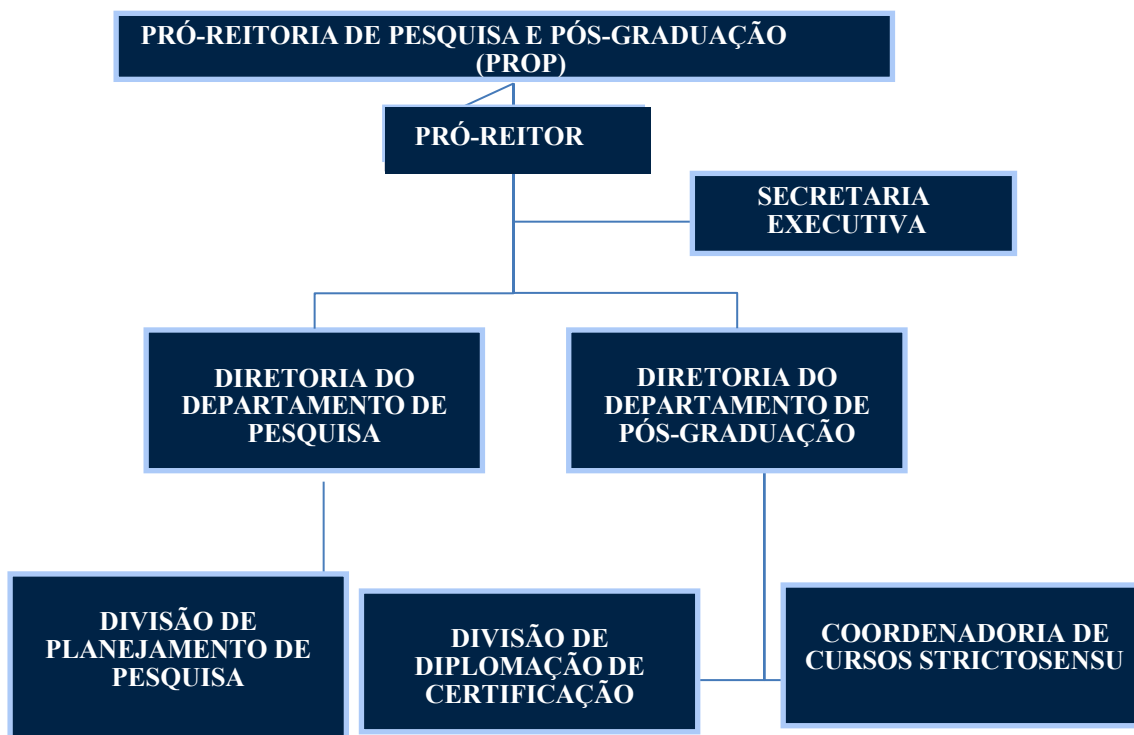 PRÓ-REITORIA DE PESQUISA E PÓS-GRADUAÇÃO
(PROP)
PRÓ-REITOR
SECRETARIA
EXECUTIVA
DIRETORIA DO
DEPARTAMENTO DE
PESQUISA
DIRETORIA DO
DEPARTAMENTO DE
PÓS-GRADUAÇÃO
DIVISÃO DE
PLANEJAMENTO DE
PESQUISA
DIVISÃO DE
DIPLOMAÇÃO DE
CERTIFICAÇÃO
COORDENADORIA DE
CURSOS STRICTOSENSU